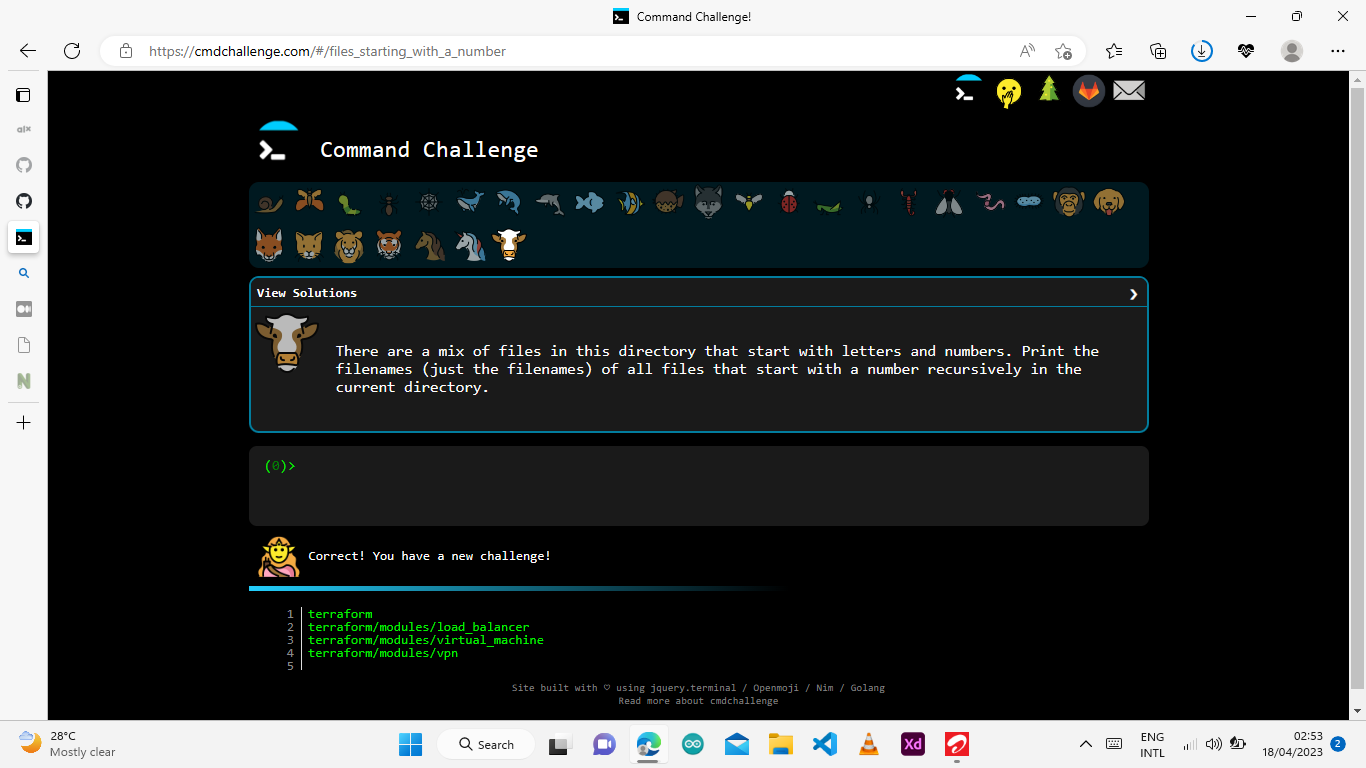 Command Challenge!
https://cmdchallenge.com/#/files_starting_with_a_number
alx
Command Challenge
View Solutions
There are a mix of files in this directory that start with letters and numbers. Print the
filenames (just the filenames) of all files that start with a number recursively in the
current directory.
(0)>
Correct! You have a new challenge!
1 terraform
2 terraform/modules/load_balancer
3 terraform/modules/virtual_machine
4 terraform/modules/vpn
5
Site built with ♡ using jquery.terminal / Openmoji / Nim / Golang
Read more about cmdchallenge
28°C
Mostly clear
Search
Xd
ENG
INTL
02:53
18/04/2023
2